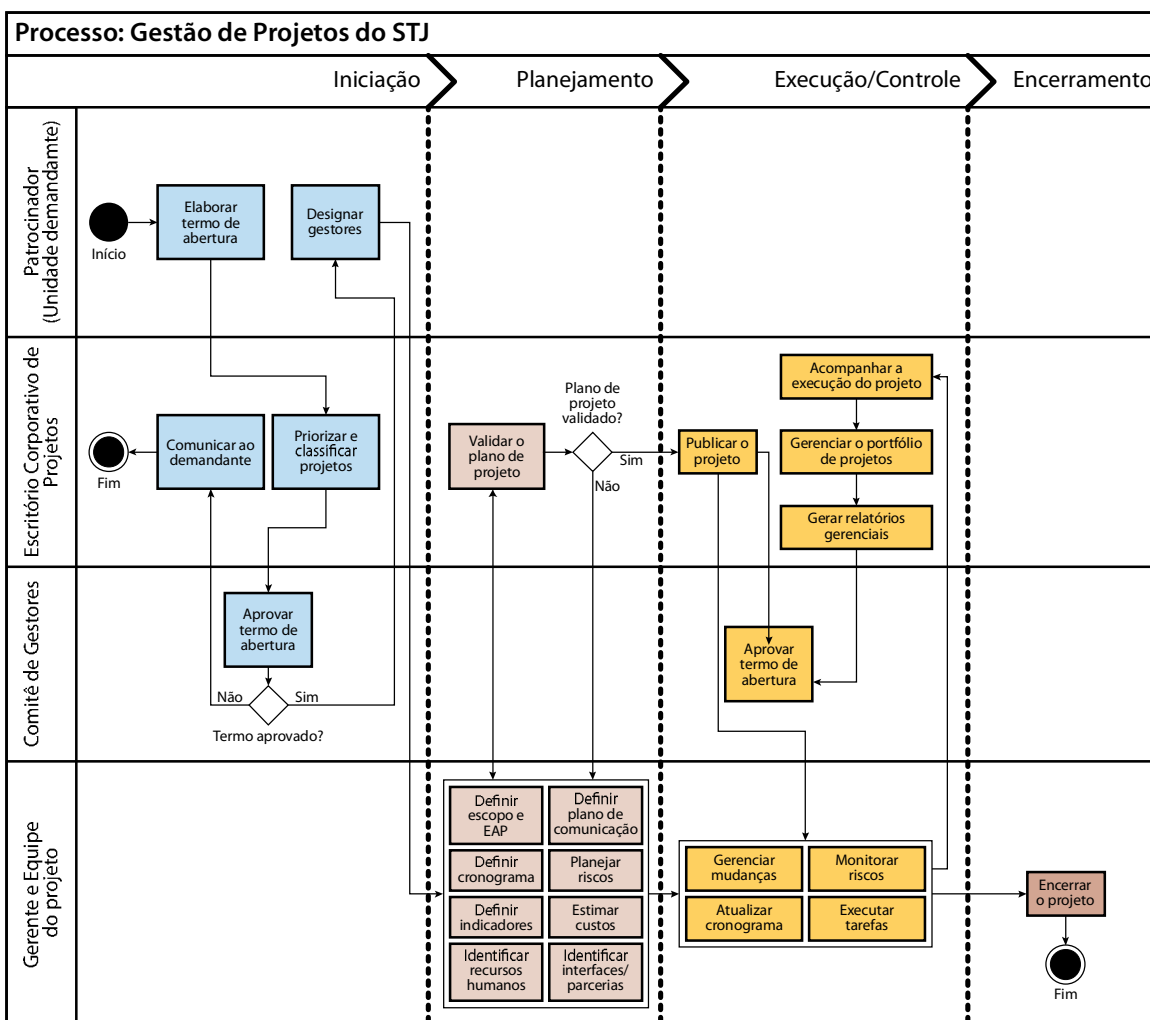 Processo: Gestão de Projetos do STJ
Iniciação
Planejamento
Execução/Controle
Encerramento
Patrocinador
(Unidade demandamte)
Início
Elaborar
termo de
abertura
Designar
gestores
Escritório Corporativo de
Projetos
Fim
Comunicar ao
demandante
Priorizar e
classificar
projetos
Validar o
plano de
projeto
Plano de
projeto
validado?
Sim
Não
Publicar o
projeto
Acompanhar a
execução do projeto
Gerenciar o portfólio
de projetos
Gerar relatórios
gerenciais
Comitê de Gestores
Aprovar
termo de
abertura
Não
Sim
Termo aprovado?
Aprovar
termo de
abertura
Gerente e Equipe
do projeto
Definir
escopo e
EAP
Definir
plano de
comunicação
Definir
cronograma
Planejar
riscos
Definir
indicadores
Estimar
custos
Identificar
recursos
humanos
Identificar
interfaces/
parcerias
Gerenciar
mudanças
Monitorar
riscos
Atualizar
cronograma
Executar
tarefas
Encerrar
o projeto
Fim